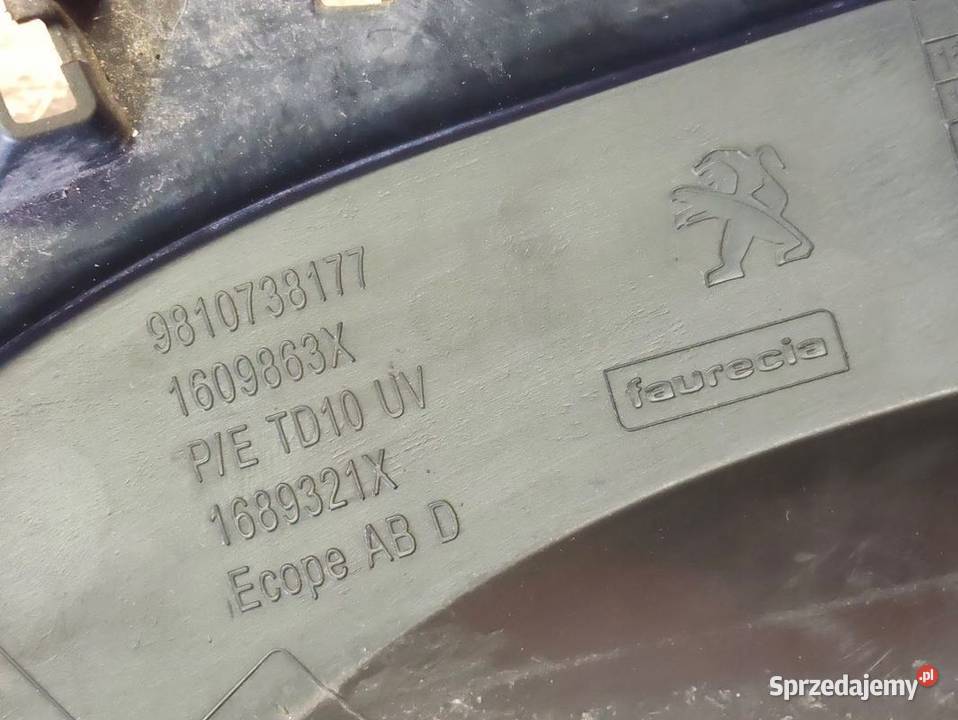 9810738177
1609863X
P/E TD10 UV
1689321X
Ecope AB D
faurecia
Sprzedajemy.pl